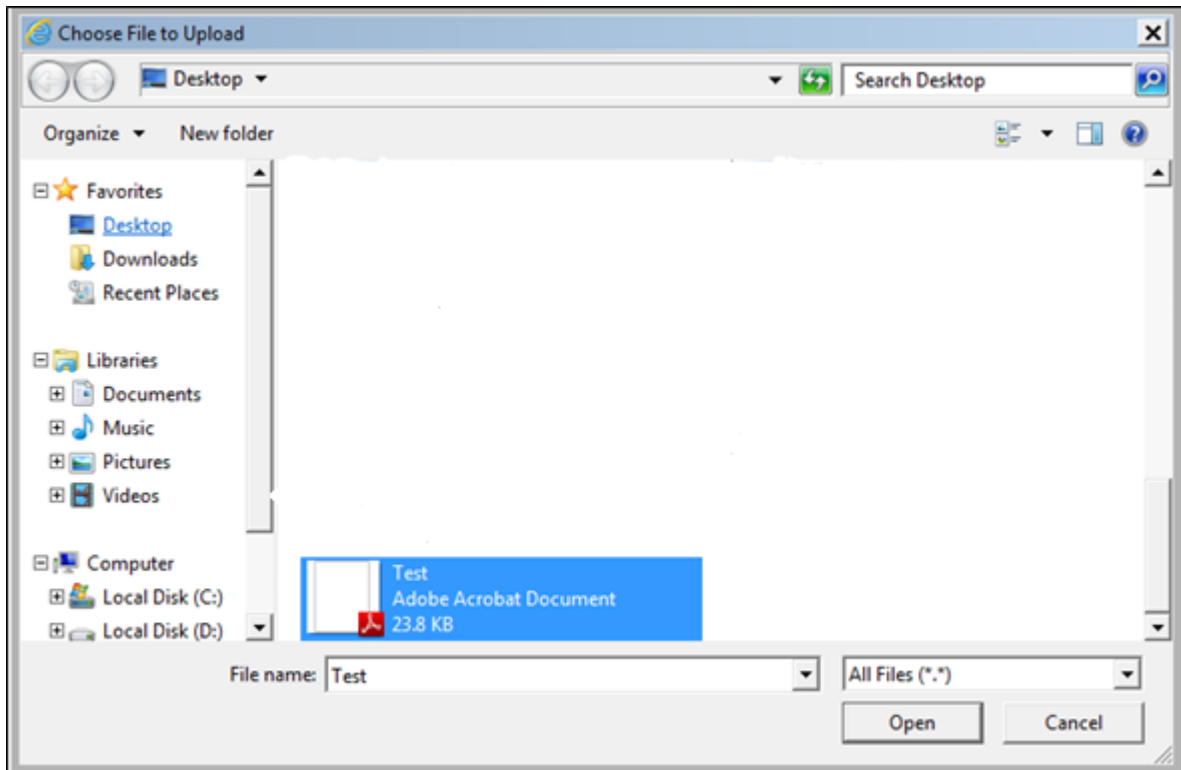 Choose File to Upload
Desktop
Search Desktop
Organize
New folder
Favorites
Desktop
Downloads
Recent Places
Libraries
Documents
Music
Pictures
Videos
Computer
Local Disk (C:)
Local Disk (D:)
Test
Adobe Acrobat Document
23.8 KB
File name: Test
All Files (*.*)
Open
Cancel